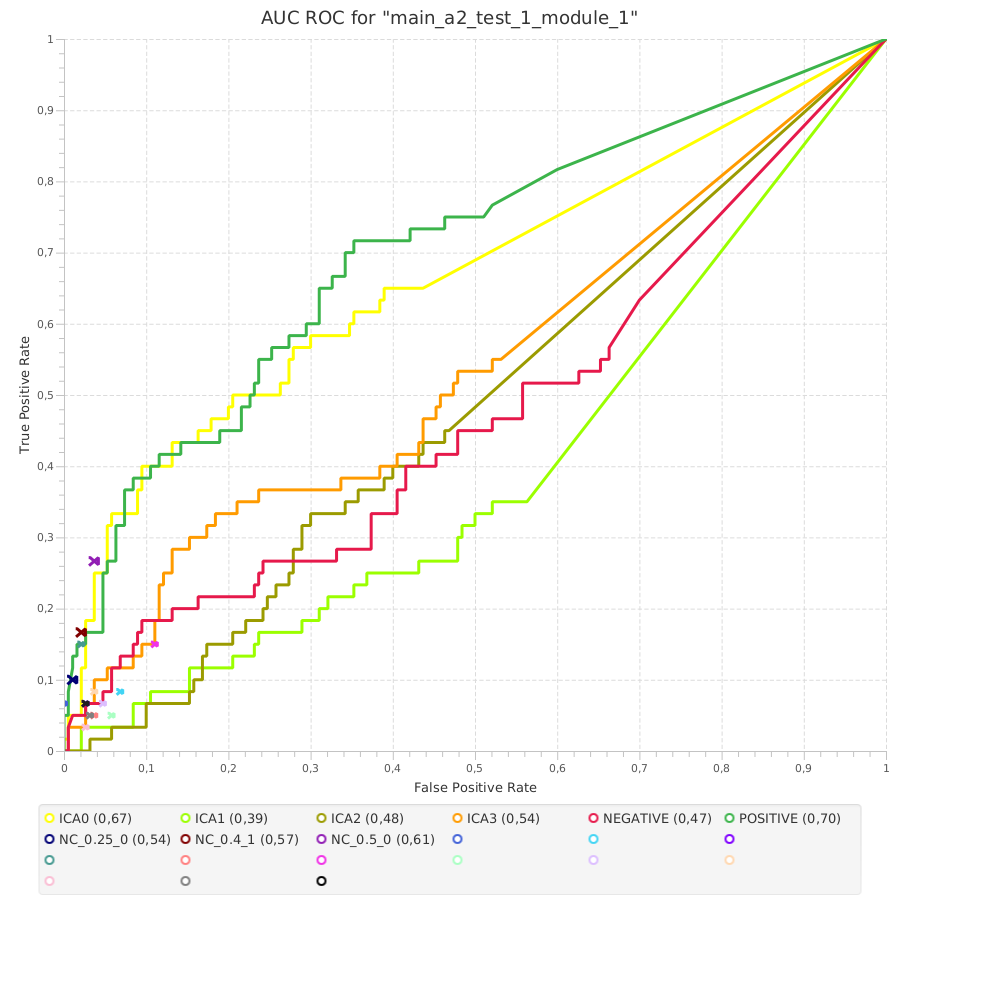 AUC ROC for "main_a2_test_1_module_1"
1
0,9
0,8
0,7
0,6
0,5
0,4
0,3
0,2
0,1
0
True Positive Rate
0 0,1 0,2 0,3 0,4 0,5 0,6 0,7 0,8 0,9 1
False Positive Rate
ICA0 (0,67) ICA1 (0,39) ICA2 (0,48) ICA3 (0,54) NEGATIVE (0,47) POSITIVE (0,70)
NC_0.25_0 (0,54) NC_0.4_1 (0,57) NC_0.5_0 (0,61)